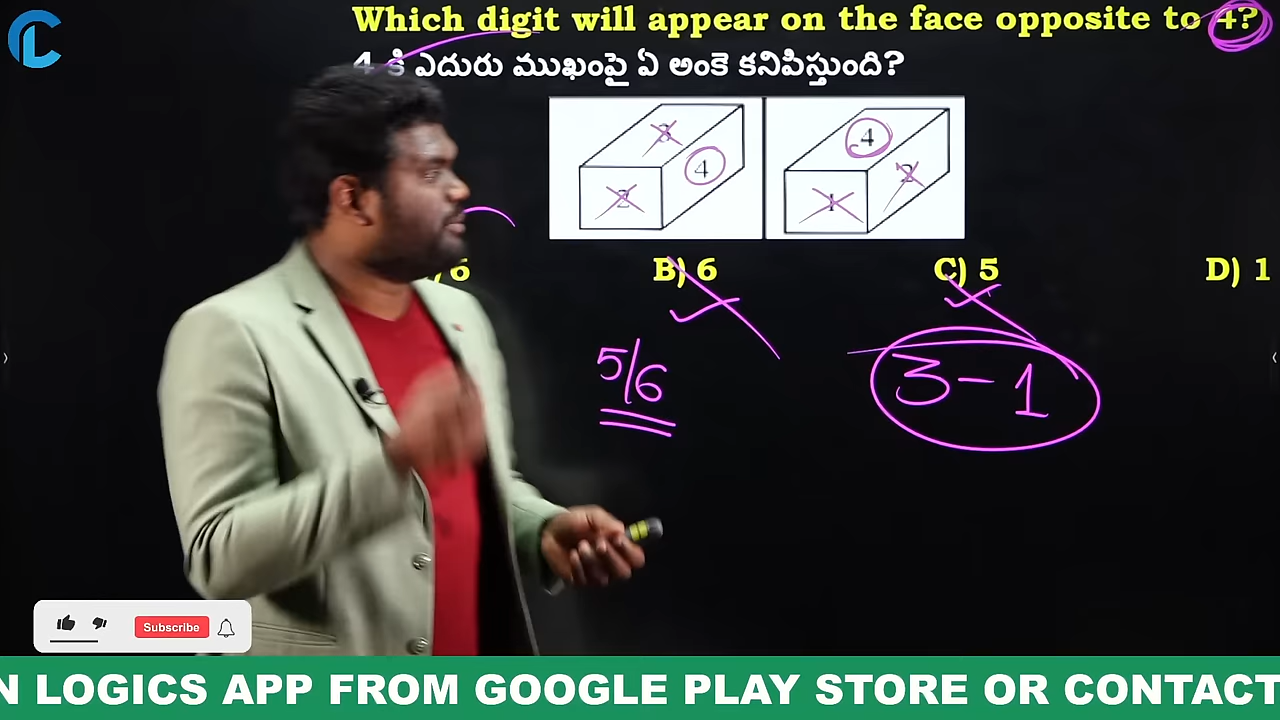 Which digit will appear on the face opposite to 4?
4 కి ఎదురు ముఖంపై ఏ అంకె కనిపిస్తుంది?
3
4
2
4
2
1
/6
B) 6
C) 5
D) 1
5/6
3-1
Subscribe
N LOGICS APP FROM GOOGLE PLAY STORE OR CONTACT